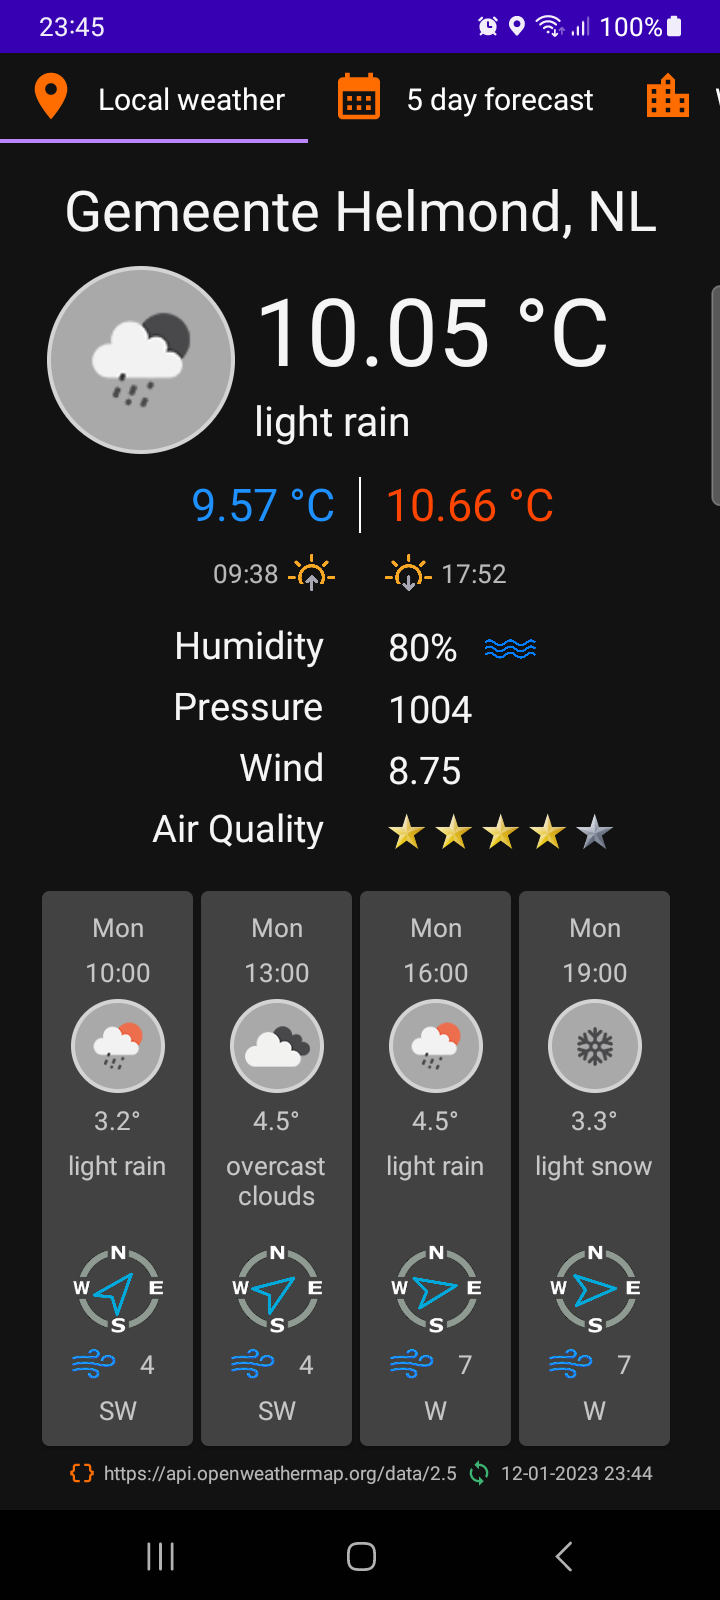 23:45 100%
Local weather 5 day forecast
Gemeente Helmond, NL
10.05 °C
light rain
9.57 °C 10.66 °C
09:38 17:52
Humidity 80%
Pressure 1004
Wind 8.75
Air Quality
Mon Mon Mon Mon
10:00 13:00 16:00 19:00
3.2° 4.5° 4.5° 3.3°
light rain overcast clouds light rain light snow
N N N N
W E W E W E W E
S S S S
4 4 7 7
SW SW W W
{} https://api.openweathermap.org/data/2.5 12-01-2023 23:44